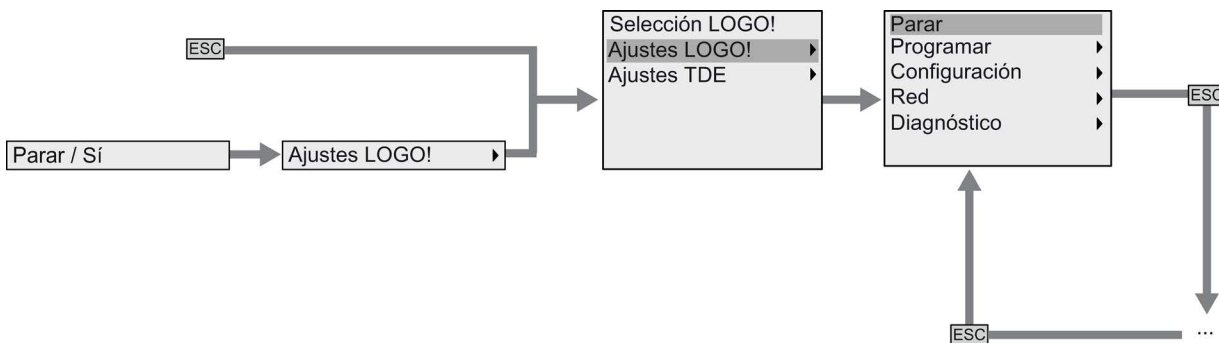 ESC
Parar / Sí
Ajustes LOGO!
Selección LOGO!
Ajustes LOGO!
Ajustes TDE
Parar
Programar
Configuración
Red
Diagnóstico
ESC
ESC
...